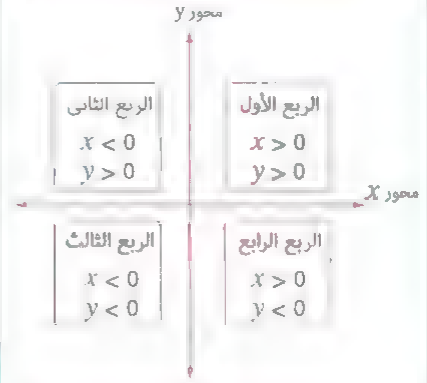 محور y
الربع الثاني
x < 0
y > 0
الربع الأول
x > 0
y > 0
محور x
الربع الثالث
x < 0
y < 0
الربع الرابع
x > 0
y < 0